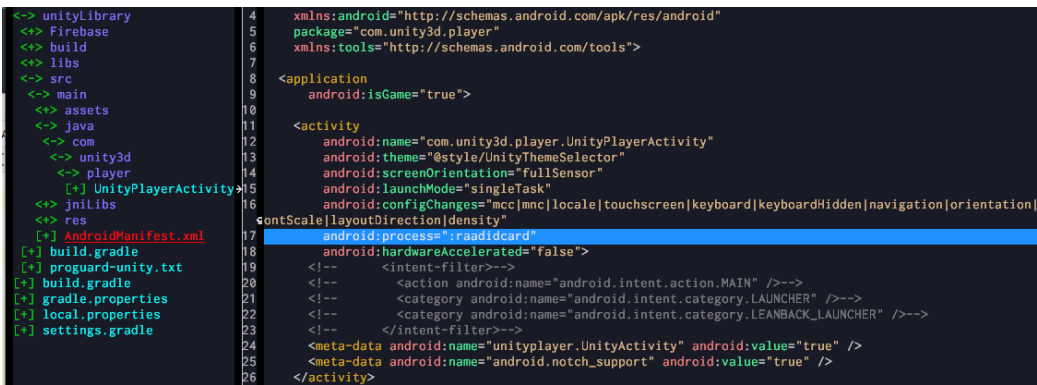 <-> unityLibrary
<+> Firebase
<+> build
<+> libs
<-> src
<-> main
<+> assets
<-> java
<-> com
<-> unity3d
<-> player
[+] UnityPlayerActivity→
<+> jniLibs
<+> res
[+] AndroidManifest.xml
[+] build.gradle
[+] proguard-unity.txt
[+] build.gradle
[+] gradle.properties
[+] local.properties
[+] settings.gradle
4 xmlns:android="http://schemas.android.com/apk/res/android"
5 package="com.unity3d.player"
6 xmlns:tools="http://schemas.android.com/tools">
7
8 <application
9 android:isGame="true">
10
11 <activity
12 android:name="com.unity3d.player.UnityPlayerActivity"
13 android:theme="@style/UnityThemeSelector"
14 android:screenOrientation="fullSensor"
15 android:launchMode="singleTask"
16 android:configChanges="mcc|mnc|locale|touchscreen|keyboard|keyboardHidden|navigation|orientation|
ontScale|layoutDirection|density"
17 android:process=":raadidcard"
18 android:hardwareAccelerated="false">
19 <!-- <intent-filter>-->
20 <!-- <action android:name="android.intent.action.MAIN" />-->
21 <!-- <category android:name="android.intent.category.LAUNCHER" />-->
22 <!-- <category android:name="android.intent.category.LEANBACK_LAUNCHER" />-->
23 <!-- </intent-filter>-->
24 <meta-data android:name="unityplayer.UnityActivity" android:value="true" />
25 <meta-data android:name="android.notch_support" android:value="true" />
26 </activity>